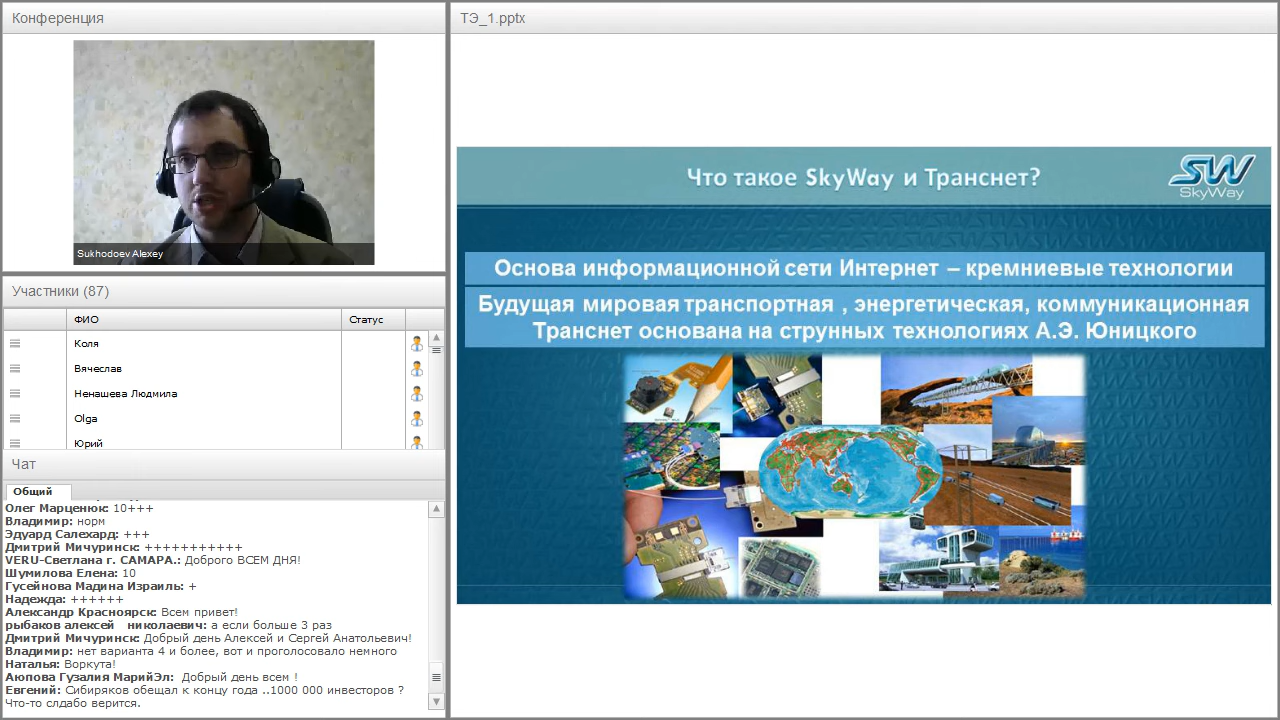 Конференция
Sukhodoev Alexey
Участники (87)
ФИО
Статус
Коля
Вячеслав
Ненашева Людмила
Olga
Юрий
Чат
Общий
Олег Марценюк: 10+++
Владимир: норм
Эдуард Салехард: +++
Дмитрий Мичуринск: +++++++++++
VERU-Светлана г. САМАРА.: Доброго ВСЕМ ДНЯ!
Шумилова Елена: 10
Гусейнова Мадина Израиль: +
Надежда: ++++++
Александр Красноярск: Всем привет!
рыбаков алексей николаевич: а если больше 3 раз
Дмитрий Мичуринск: Добрый день Алексей и Сергей Анатольевич!
Владимир: нет варианта 4 и более, вот и проголосовало немного
Наталья: Воркута!
Аюпова Гузалия МарийЭл: Добрый день всем !
Евгений: Сибиряков обещал к концу года ..1000 000 инвесторов ?
Что-то слдабо верится.
ТЭ_1.pptx
Что такое SkyWay и Транснет?
SW
SkyWay
Основа информационной сети Интернет – кремниевые технологии
Будущая мировая транспортная , энергетическая, коммуникационная
Транснет основана на струнных технологиях А.Э. Юницкого